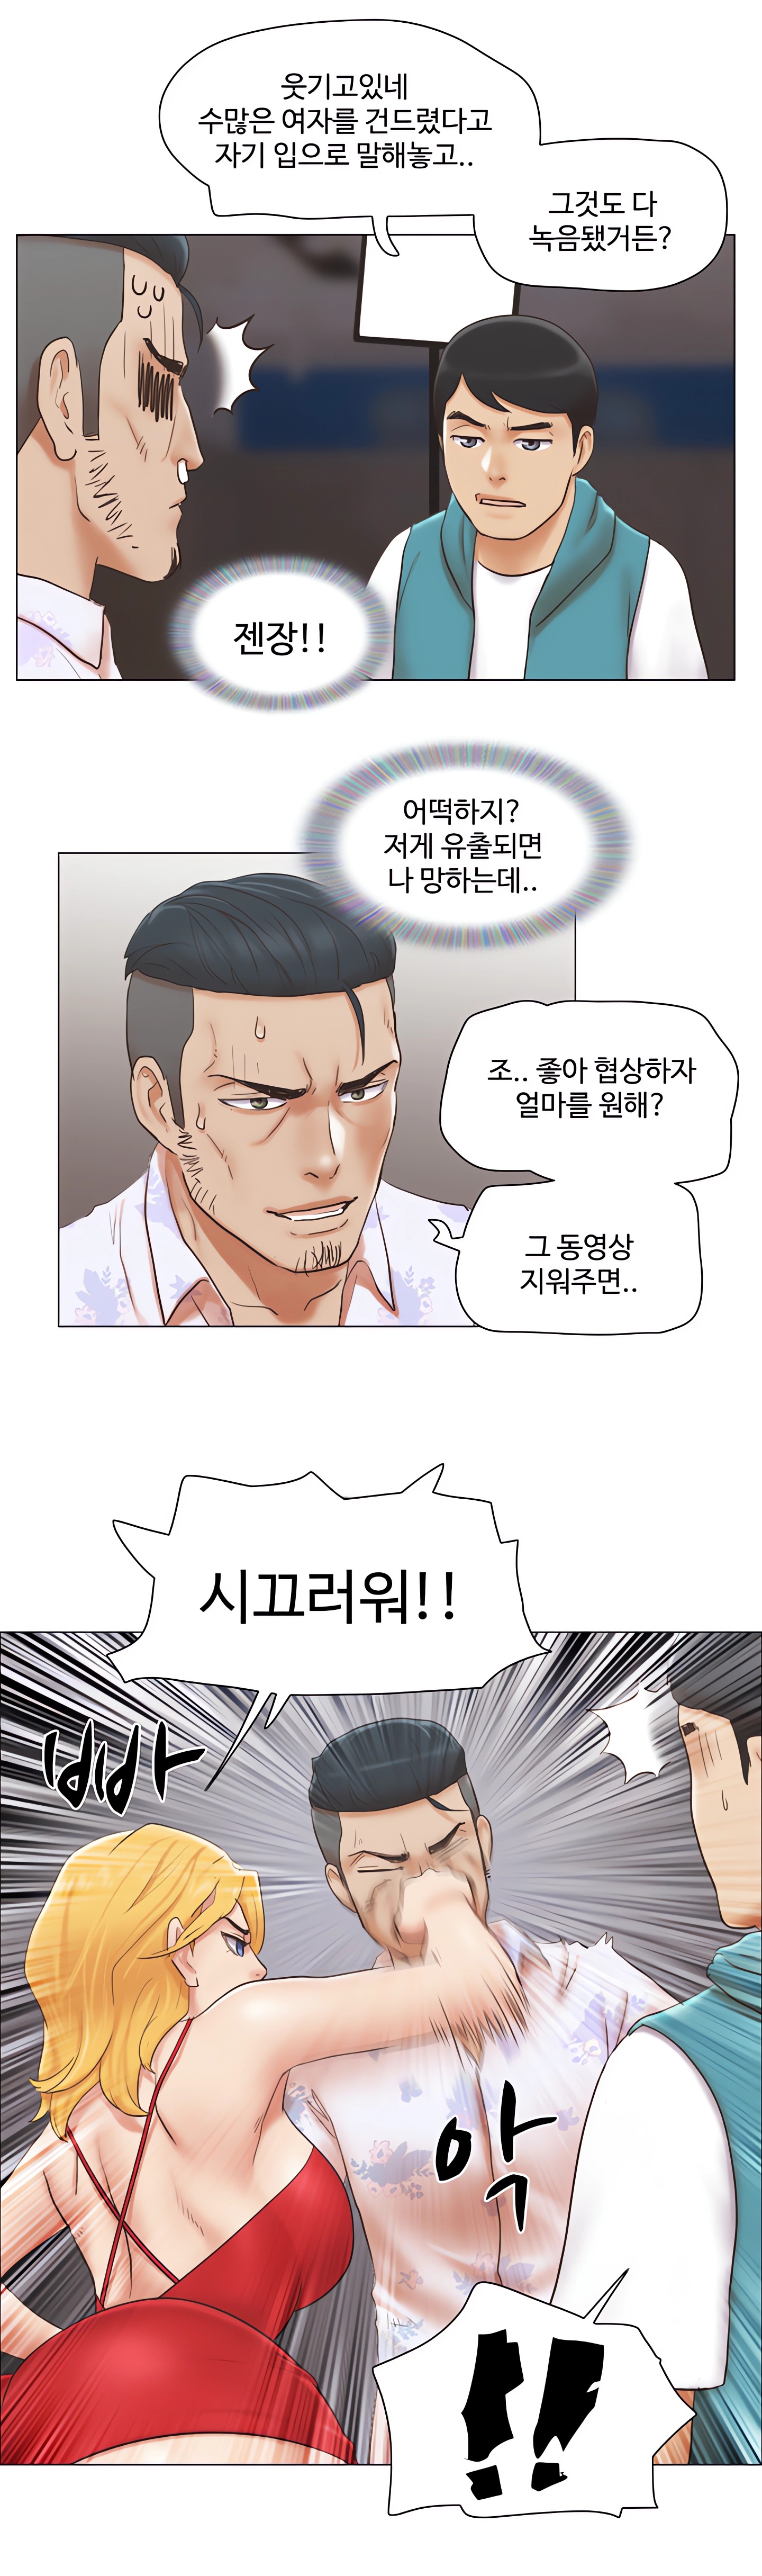 웃기고있네
수많은 여자를 건드렸다고
자기 입으로 말해놓고..
그것도 다
녹음됐거든?
젠장!!
어떡하지?
저게 유출되면
나 망하는데..
조.. 좋아 협상하자
얼마를 원해?
그 동영상
지워주면..
시끄러워!!
빠
악
!!